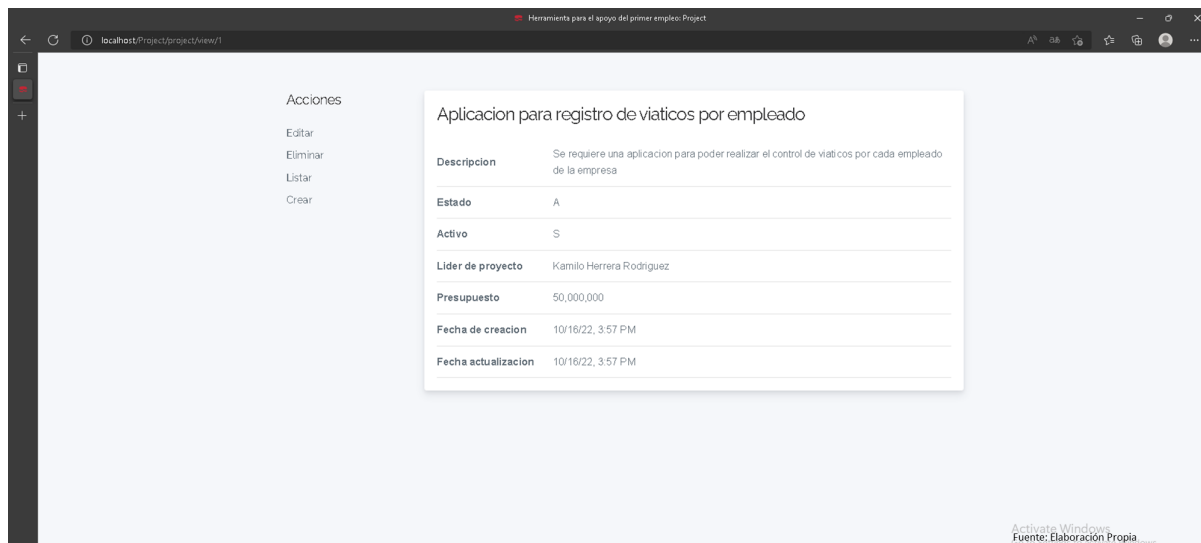 Herramienta para el apoyo del primer empleo: Project
localhost/Project/project/view/1
Acciones
Editar
Eliminar
Listar
Crear
Aplicacion para registro de viaticos por empleado
Descripcion
Se requiere una aplicacion para poder realizar el control de viaticos por cada empleado
de la empresa
Estado A
Activo S
Lider de proyecto Kamilo Herrera Rodriguez
Presupuesto 50,000,000
Fecha de creacion 10/16/22, 3:57 PM
Fecha actualizacion 10/16/22, 3:57 PM
Activate Windows
Fuente: Elaboración Propia